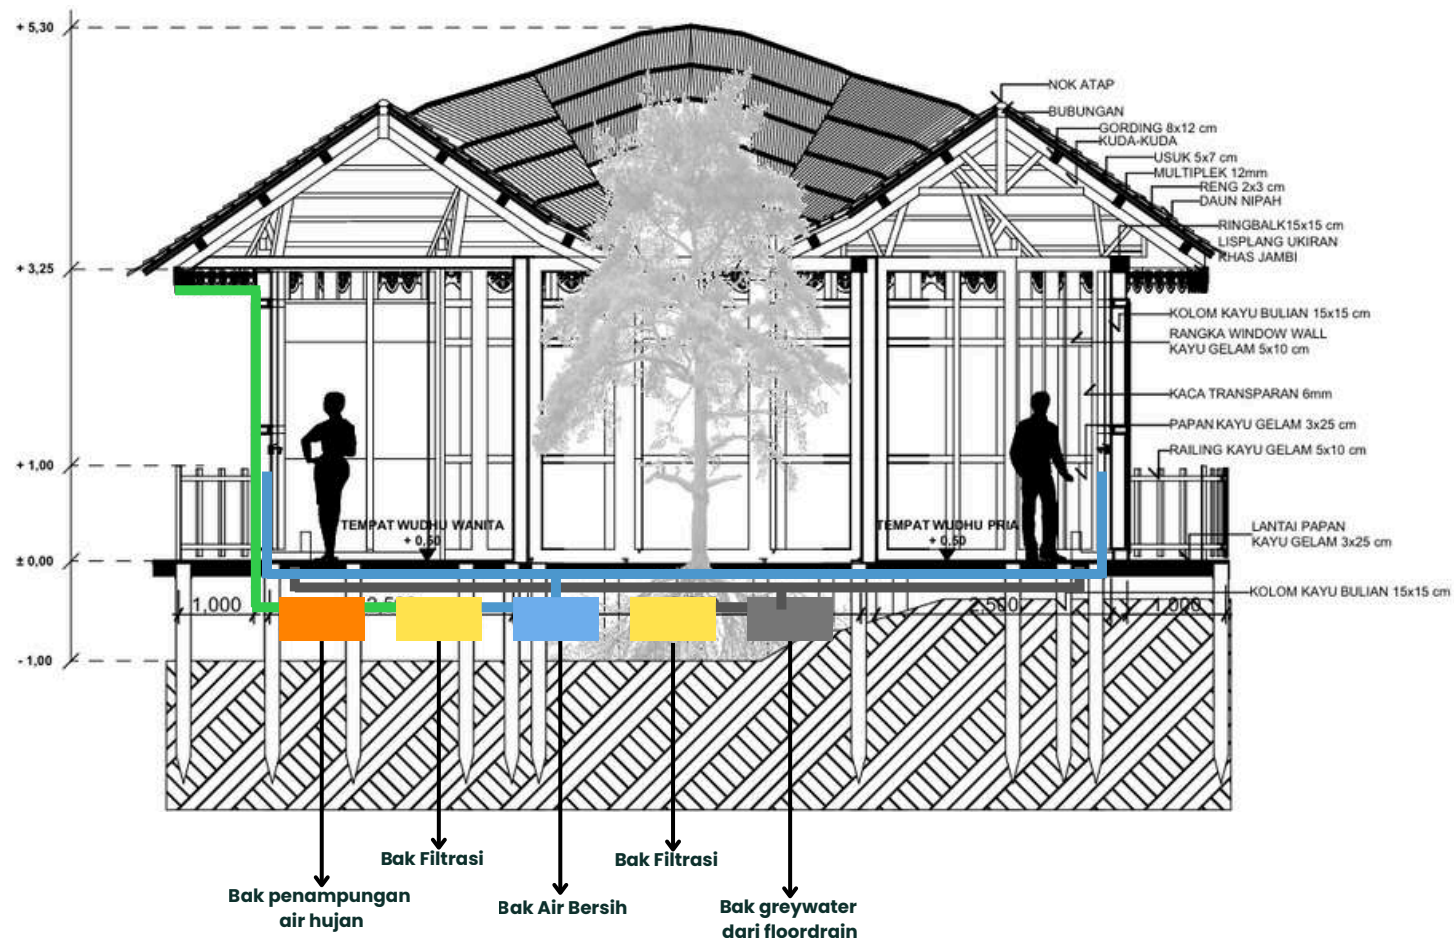 + 5,30
NOK ATAP
BUBUNGAN
GORDING 8x12 cm
KUDA-KUDA
USUK 5x7 cm
MULTIPLEK 12mm
RENG 2x3 cm
DAUN NIPAH
RINGBALK15x15 cm
LISPLANG UKIRAN
KHAS JAMBI
+ 3,25
KOLOM KAYU BULIAN 15x15 cm
RANGKA WINDOW WALL
KAYU GELAM 5x10 cm
KACA TRANSPARAN 6mm
PAPAN KAYU GELAM 3x25 cm
RAILING KAYU GELAM 5x10 cm
+ 1,00
TEMPAT WUDHU WANITA
+ 0,50
TEMPAT WUDHU PRIA
+ 0,50
LANTAI PAPAN
KAYU GELAM 3x25 cm
± 0,00
KOLOM KAYU BULIAN 15x15 cm
1,000
2,500
1,000
- 1,00
Bak Filtrasi
Bak Filtrasi
Bak penampungan
air hujan
Bak Air Bersih
Bak greywater
dari floordrain